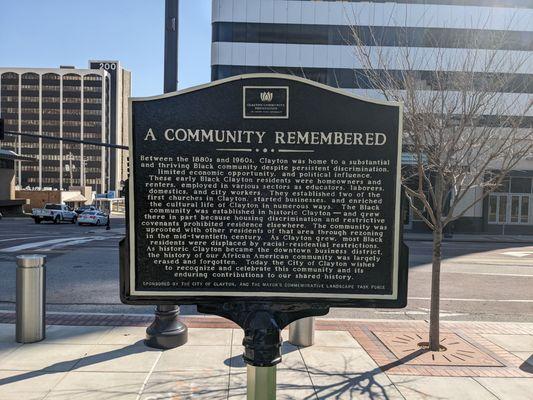 200
CLAYTON COMMUNITY
A COMMUNITY REMEMBERED
Between the 1880s and 1960s, Clayton was home to a substantial
and thriving Black community despite persistent discrimination,
limited economic opportunity, and political influence.
These early Black Clayton residents were homeowners and
renters, employed in various sectors as educators, laborers,
domestics, and city workers. They established two of the
first churches in Clayton, started businesses, and enriched
the cultural life of Clayton in numerous ways. The Black
community was established in historic Clayton — and grew
there in part because housing discrimination and restrictive
covenants prohibited residence elsewhere. The community was
uprooted with other residents of that area through rezoning
in the mid-twentieth century. As Clayton grew, most Black
residents were displaced by racial-residential restrictions.
As historic Clayton became the downtown business district,
the history of our African American community was largely
erased and forgotten. Today the City of Clayton wishes
to recognize and celebrate this community and its
enduring contributions to our shared history.
SPONSORED BY THE CITY OF CLAYTON, AND THE MAYOR'S COMMEMORATIVE LANDSCAPE TASK FORCE